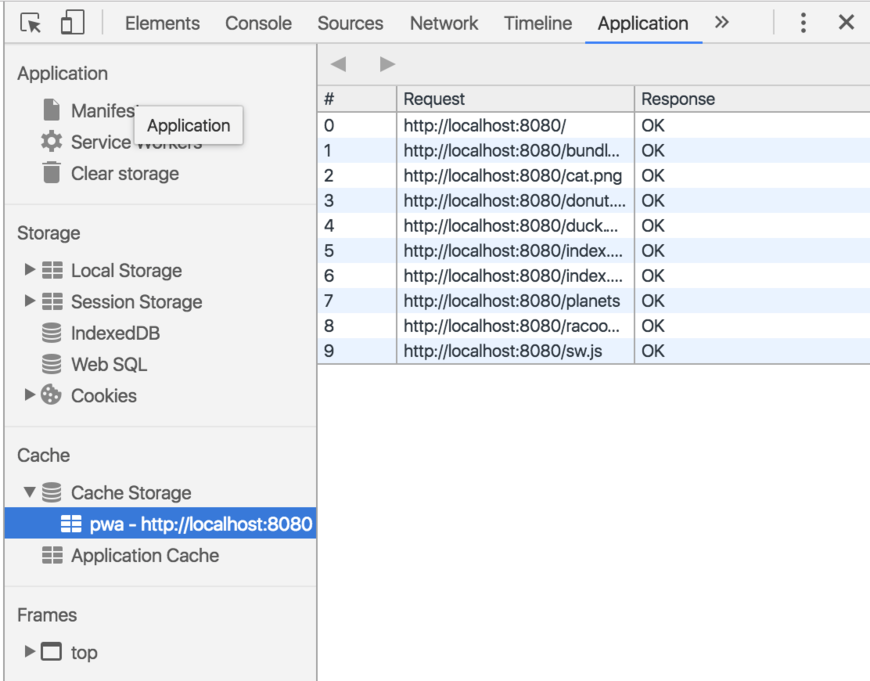 Elements Console Sources Network Timeline Application »
Application
Manifest
Application
Service Workers
Clear storage
Storage
Local Storage
Session Storage
IndexedDB
Web SQL
Cookies
Cache
Cache Storage
pwa - http://localhost:8080
Application Cache
Frames
top
# Request Response
0 http://localhost:8080/ OK
1 http://localhost:8080/bundl... OK
2 http://localhost:8080/cat.png OK
3 http://localhost:8080/donut.... OK
4 http://localhost:8080/duck.... OK
5 http://localhost:8080/index.... OK
6 http://localhost:8080/index.... OK
7 http://localhost:8080/planets OK
8 http://localhost:8080/racoo... OK
9 http://localhost:8080/sw.js OK